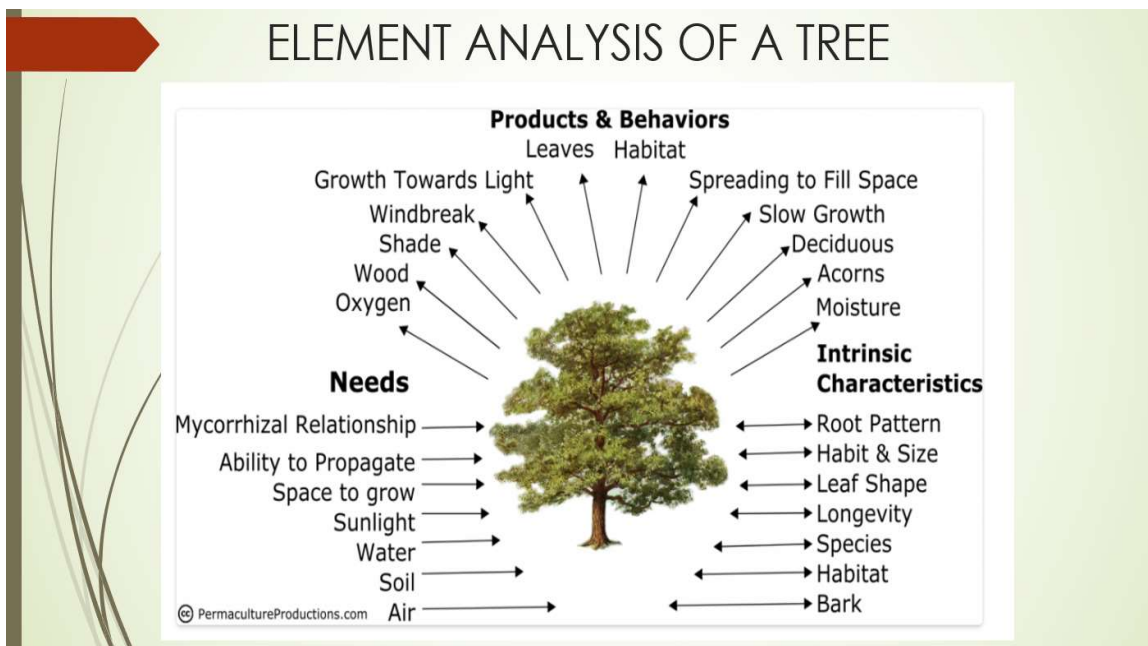 ELEMENT ANALYSIS OF A TREE
Products & Behaviors
Leaves Habitat
Growth Towards Light
Spreading to Fill Space
Windbreak
Slow Growth
Shade
Deciduous
Wood
Acorns
Oxygen
Moisture
Needs
Mycorrhizal Relationship
Ability to Propagate
Space to grow
Sunlight
Water
Soil
Air
Intrinsic
Characteristics
Root Pattern
Habit & Size
Leaf Shape
Longevity
Species
Habitat
Bark
cc PermacultureProductions.com